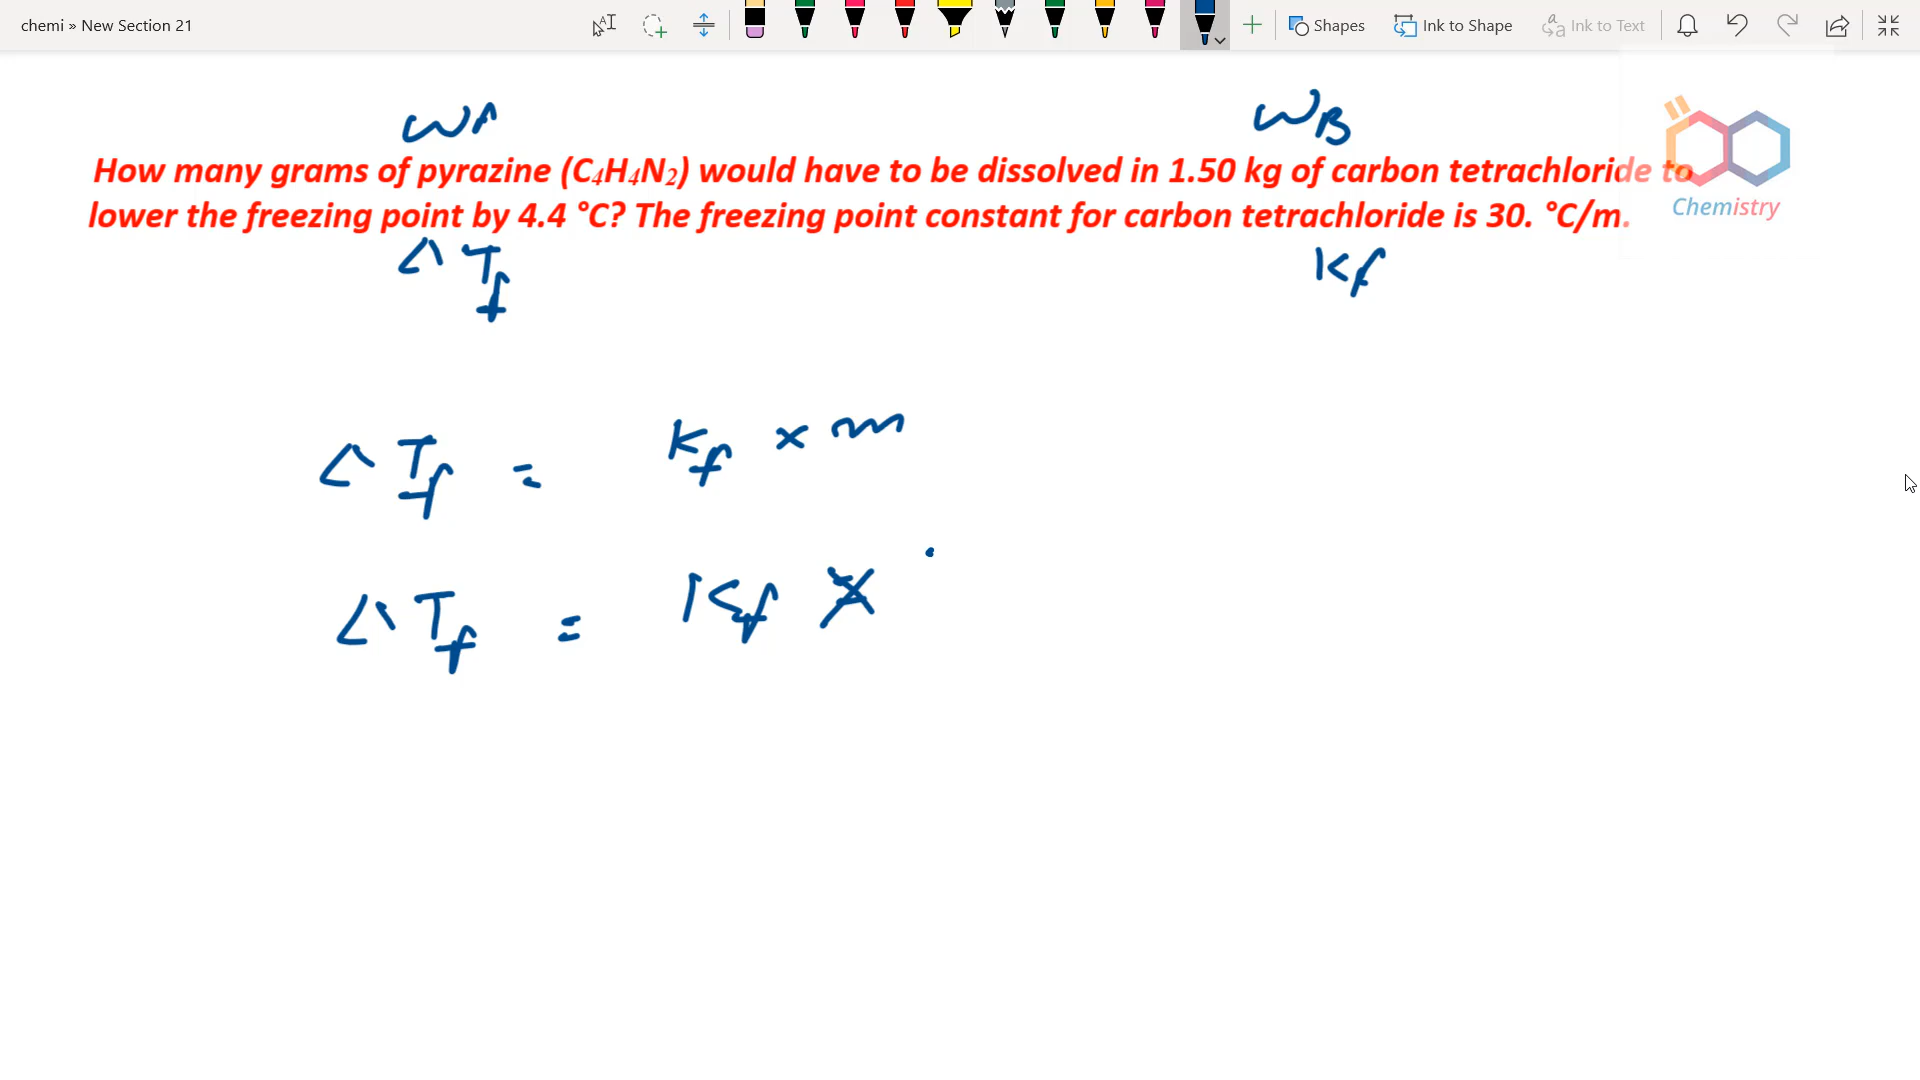 chemi » New Section 21
Shapes
Ink to Shape
Ink to Text
WA
WB
How many grams of pyrazine (C₄H₄N₂) would have to be dissolved in 1.50 kg of carbon tetrachloride to
lower the freezing point by 4.4 °C? The freezing point constant for carbon tetrachloride is 30. °C/m.
Chemistry
ΔTf
Kf
ΔTf = Kf × m
ΔTf = Kf ×